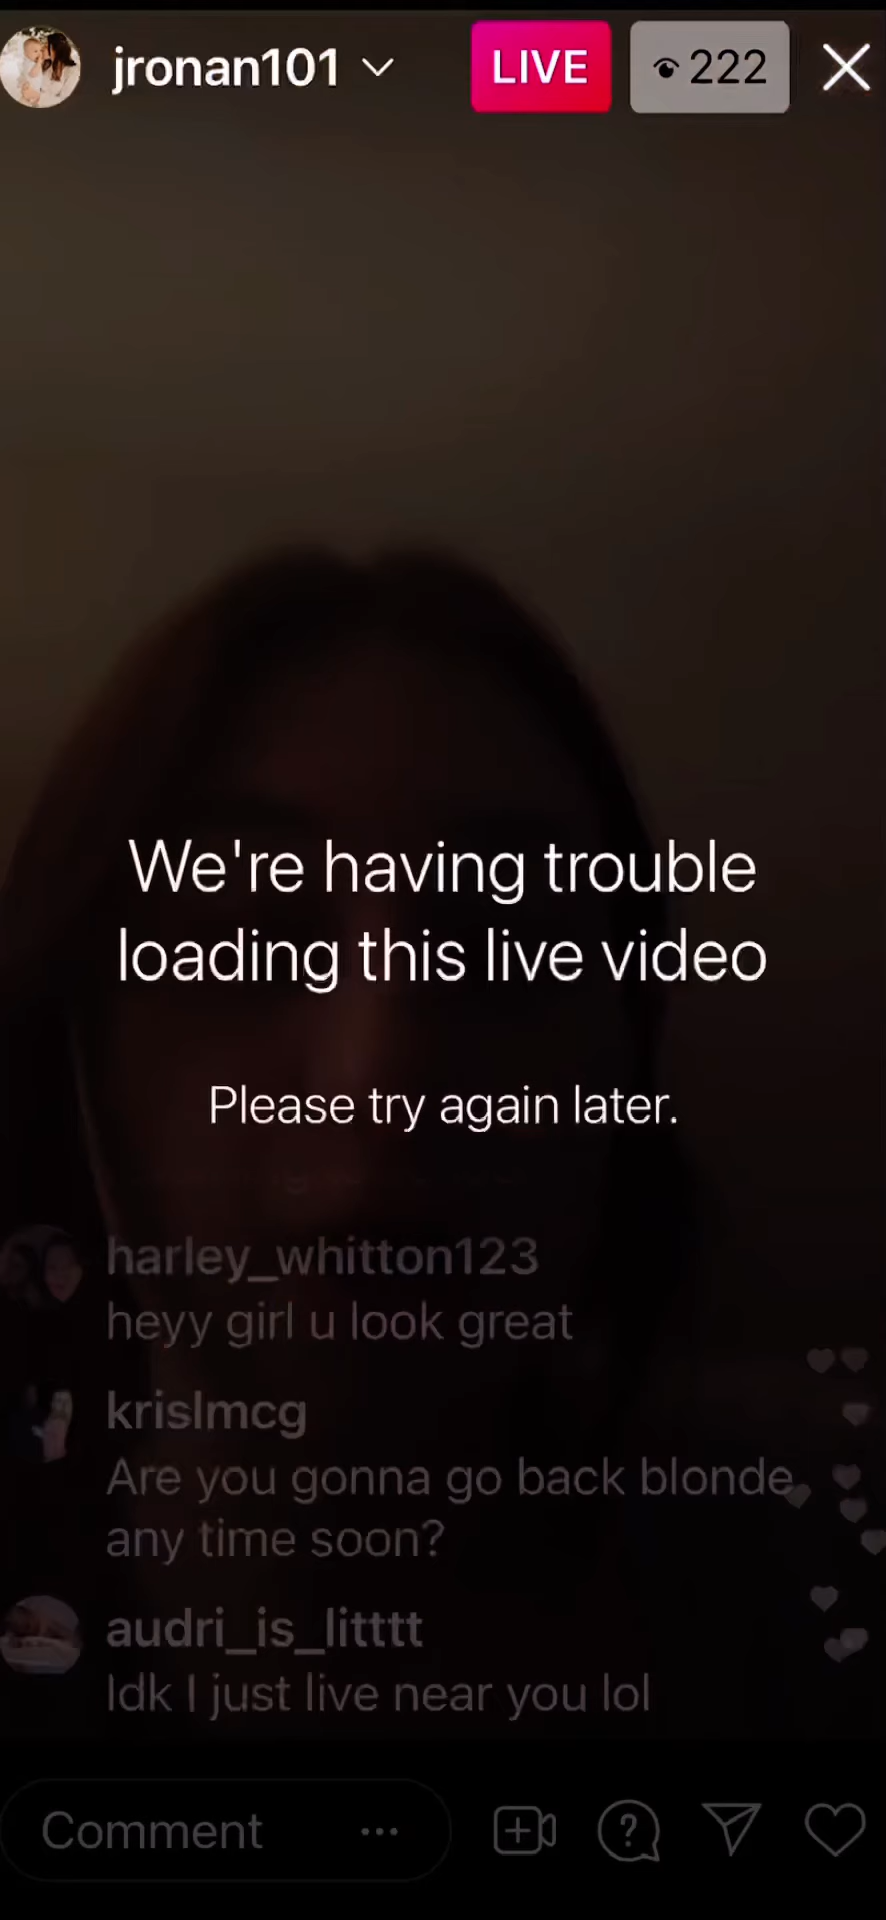 jronan101 LIVE 222
We're having trouble
loading this live video
Please try again later.
harley_whitton123
heyy girl u look great
krislmcg
Are you gonna go back blonde
any time soon?
audri_is_litttt
Idk I just live near you lol
Comment